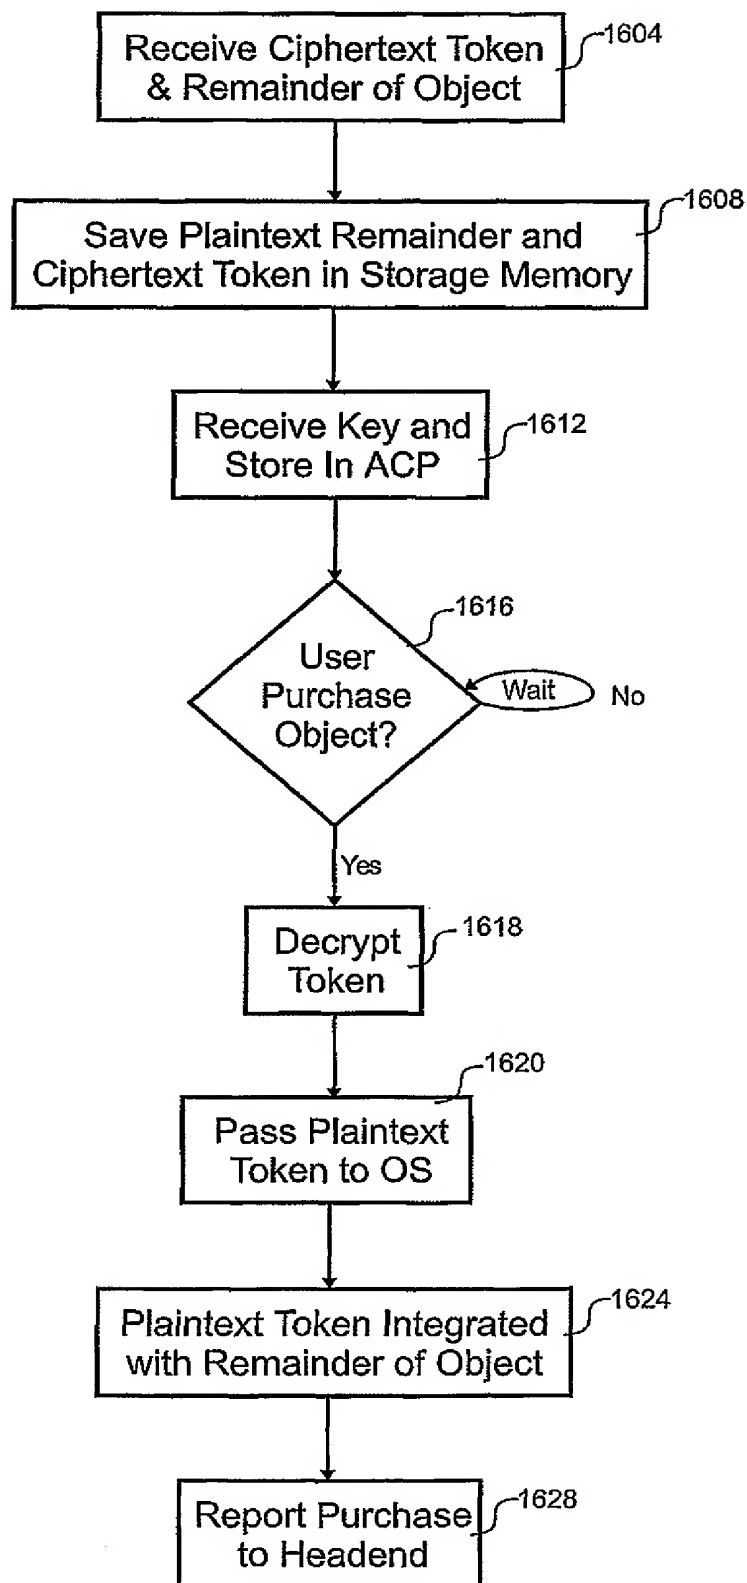 Receive Ciphertext Token
& Remainder of Object
1604
Save Plaintext Remainder and
Ciphertext Token in Storage Memory
1608
Receive Key and
Store In ACP
1612
User
Purchase
Object?
1616
Wait
No
Yes
Decrypt
Token
1618
Pass Plaintext
Token to OS
1620
Plaintext Token Integrated
with Remainder of Object
1624
Report Purchase
to Headend
1628